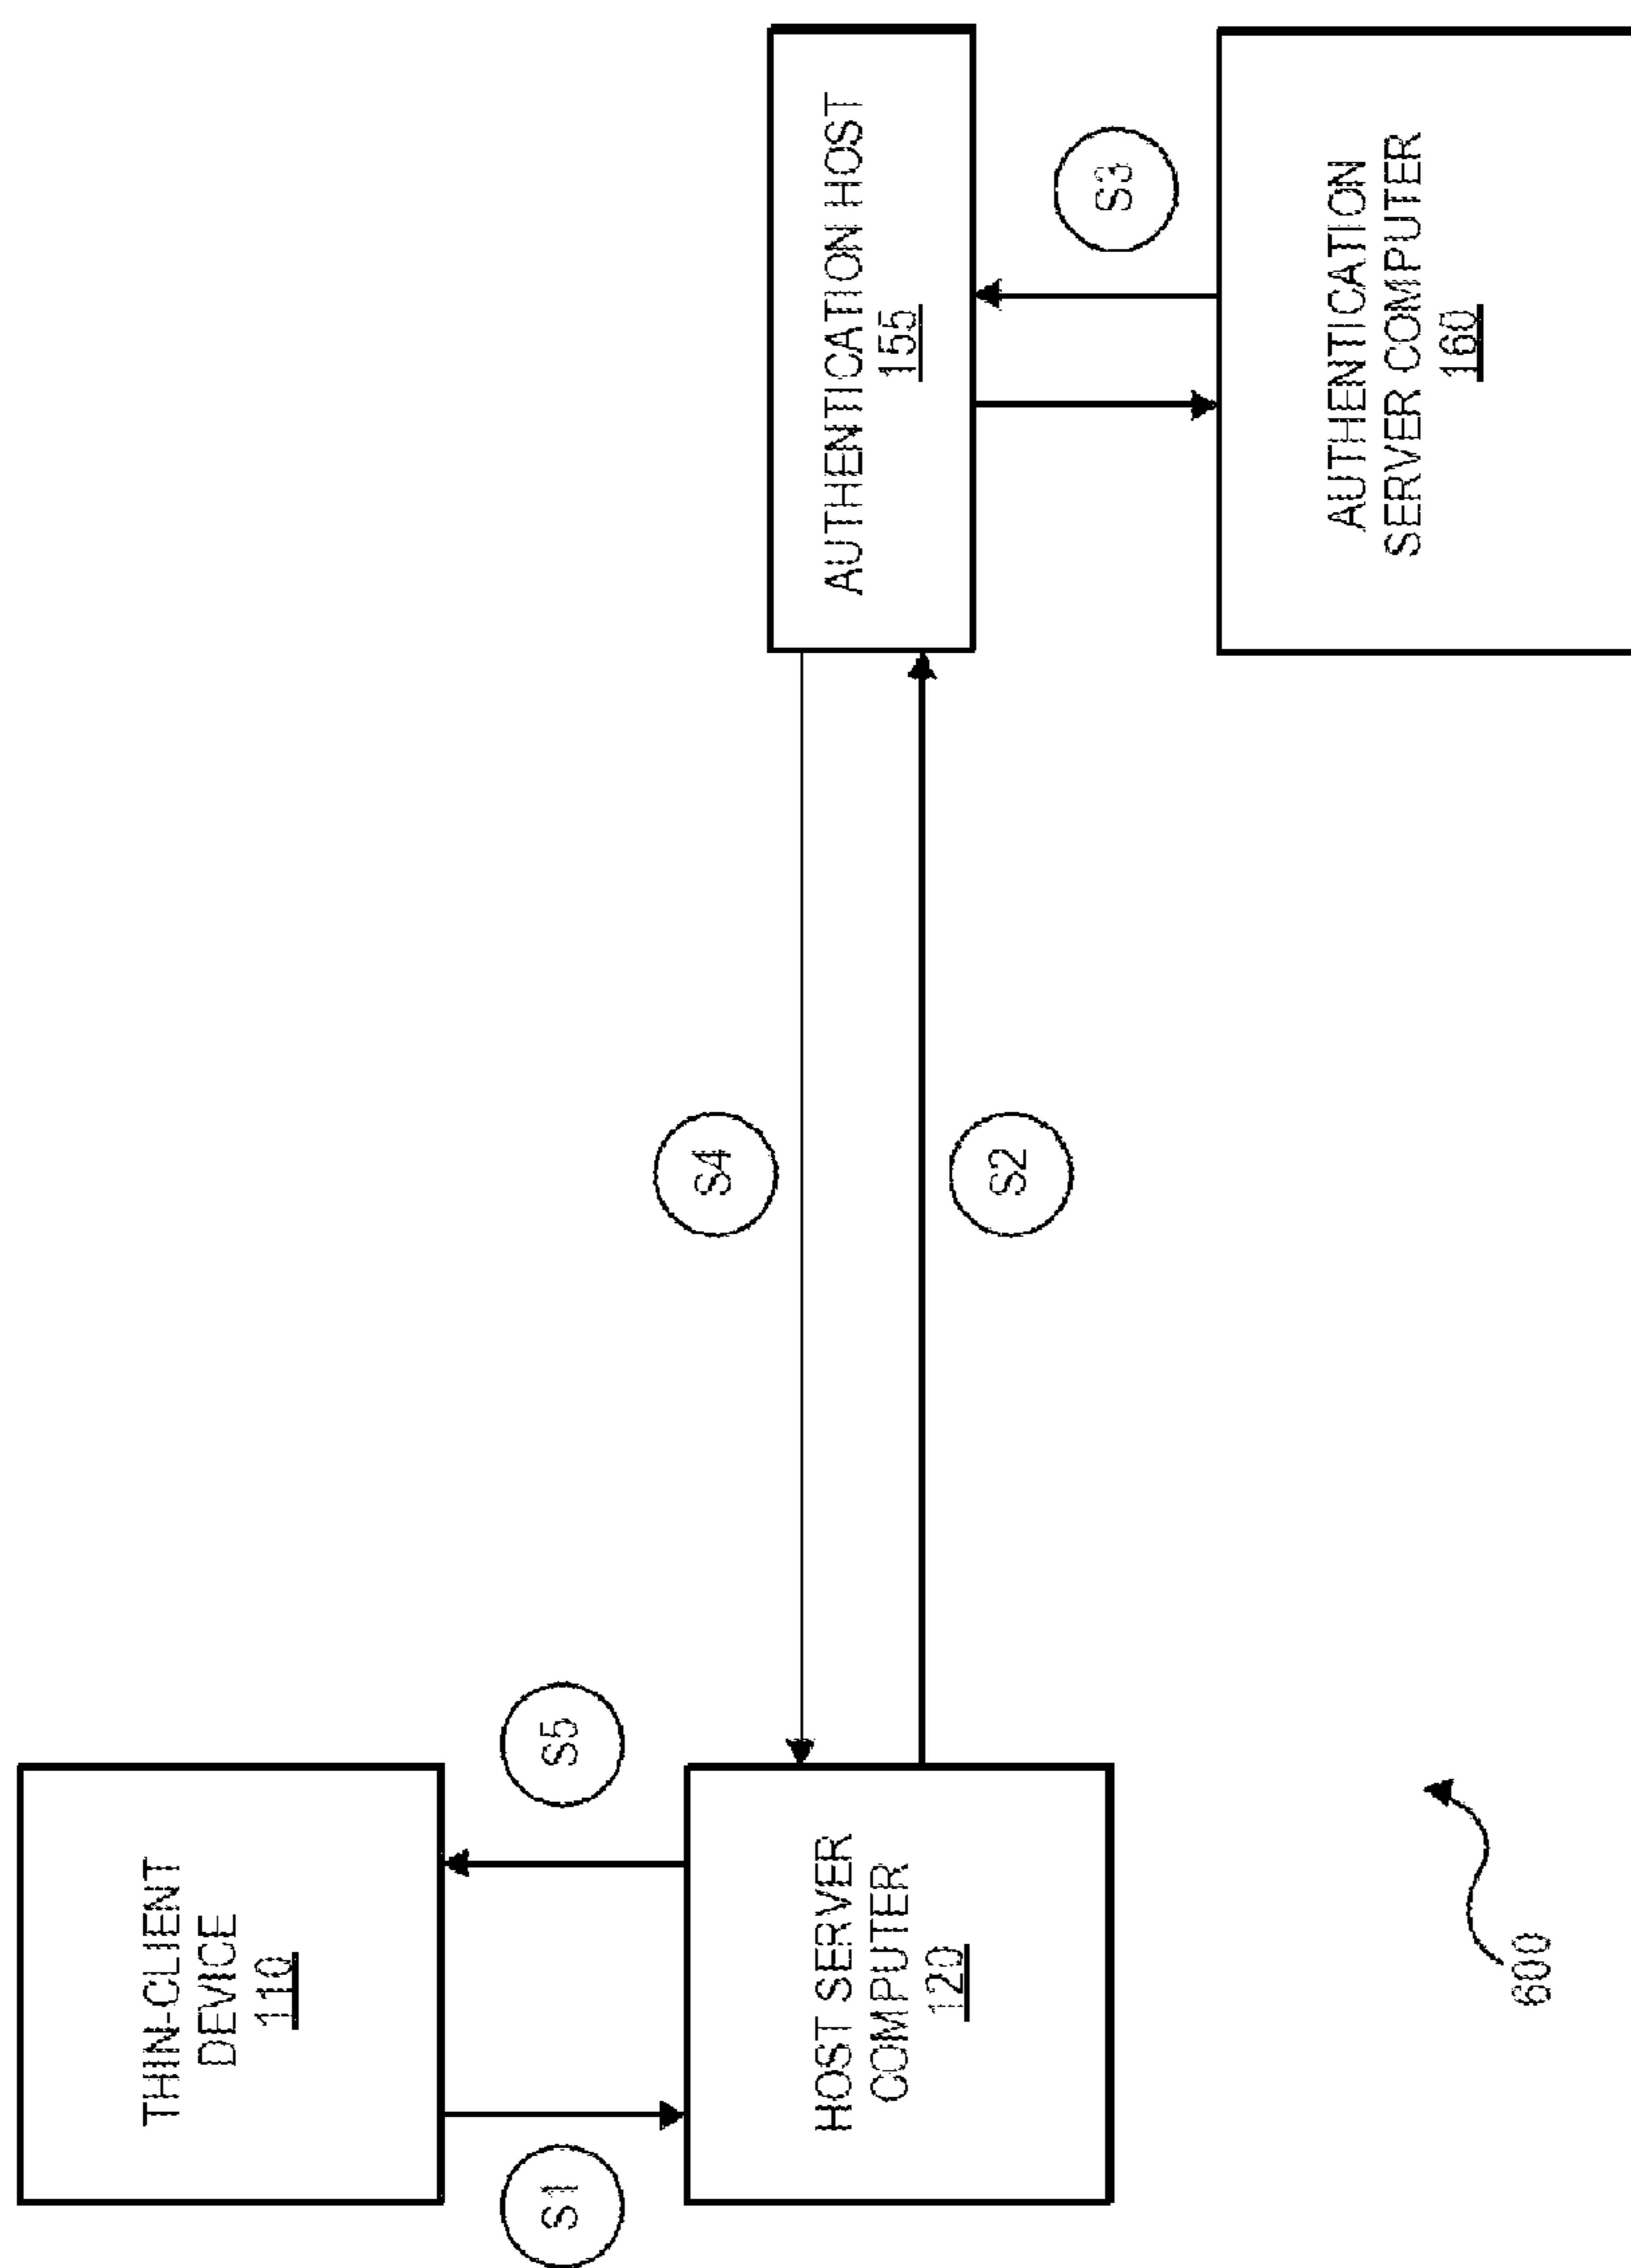 THIN-CLIENT
DEVICE
110
S1
S5
HOST SERVER
COMPUTER
120
S4
S2
AUTHENTICATION HOST
155
S3
AUTHENTICATION
SERVER COMPUTER
160
600